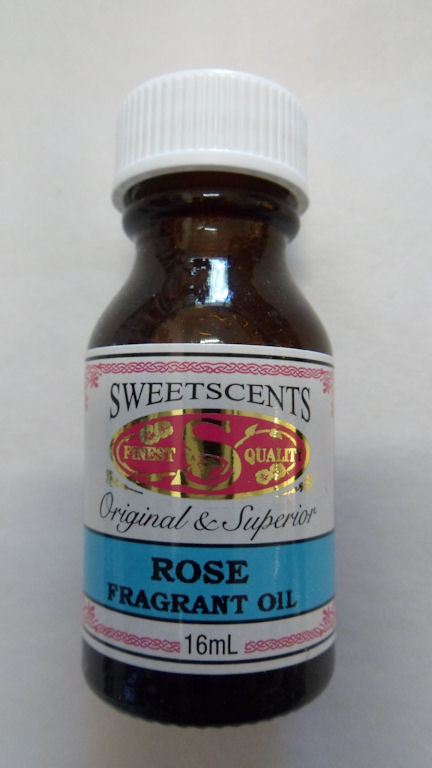 SWEETSCENTS
FINEST S QUALITY
Original & Superior
ROSE
FRAGRANT OIL
16mL